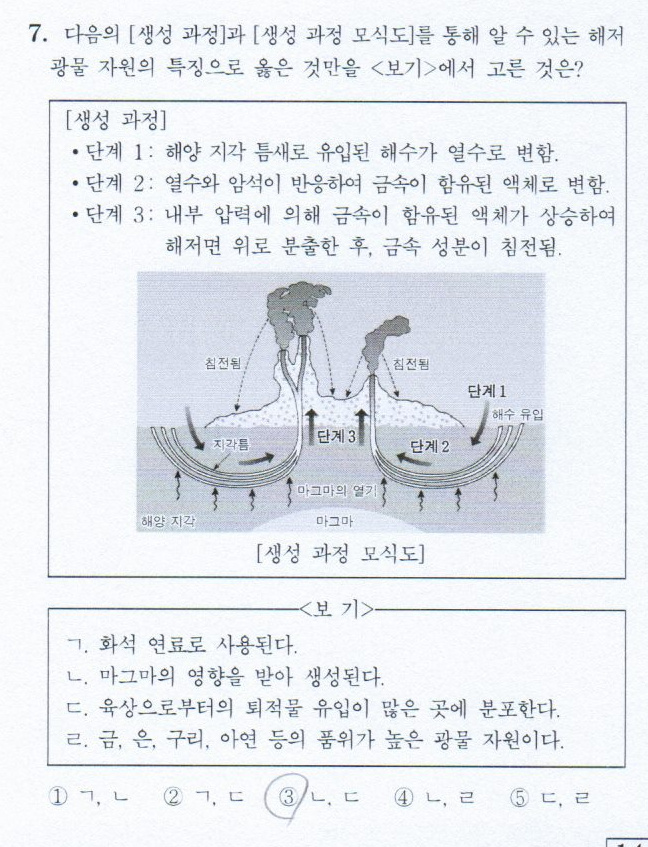 7. 다음의 [생성 과정]과 [생성 과정 모식도]를 통해 알 수 있는 해저
광물 자원의 특징으로 옳은 것만을 <보기>에서 고른 것은?
[생성 과정]
• 단계 1: 해양 지각 틈새로 유입된 해수가 열수로 변함.
• 단계 2: 열수와 암석이 반응하여 금속이 함유된 액체로 변함.
• 단계 3: 내부 압력에 의해 금속이 함유된 액체가 상승하여
해저면 위로 분출한 후, 금속 성분이 침전됨.
침전됨
침전됨
단계 1
해수 유입
지각틈
단계 3
단계 2
마그마의 열기
해양 지각
마그마
[생성 과정 모식도]
<보 기>
ㄱ. 화석 연료로 사용된다.
ㄴ. 마그마의 영향을 받아 생성된다.
ㄷ. 육상으로부터의 퇴적물 유입이 많은 곳에 분포한다.
ㄹ. 금, 은, 구리, 아연 등의 품위가 높은 광물 자원이다.
① ㄱ, ㄴ ② ㄱ, ㄷ ③ ㄴ, ㄷ ④ ㄴ, ㄹ ⑤ ㄷ, ㄹ